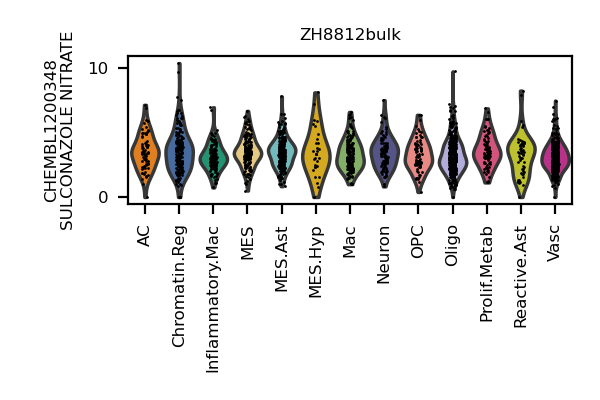 ZH8812bulk
CHEMBL1200348
SULCONAZOLE NITRATE
10
0
AC
Chromatin.Reg
Inflammatory.Mac
MES
MES.Ast
MES.Hyp
Mac
Neuron
OPC
Oligo
Prolif.Metab
Reactive.Ast
Vasc